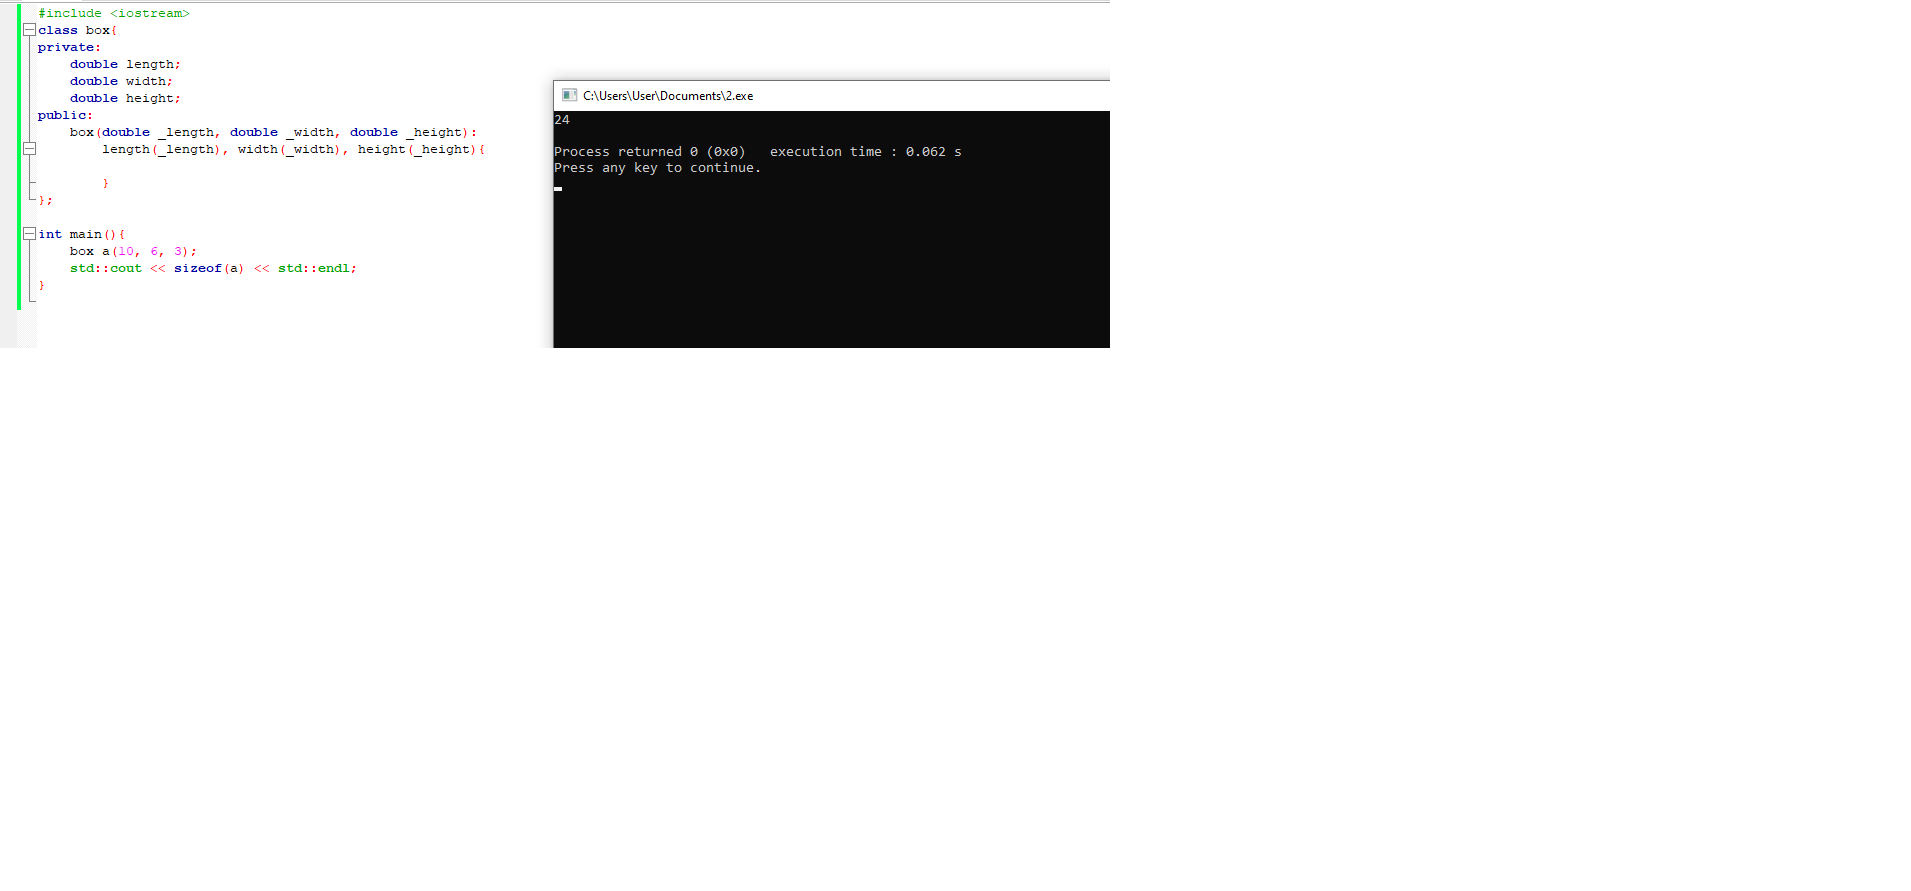 #include <iostream>
class box{
private:
    double length;
    double width;
    double height;
public:
    box(double _length, double _width, double _height):
        length(_length), width(_width), height(_height){
        }
};
int main(){
    box a(10, 6, 3);
    std::cout << sizeof(a) << std::endl;
}
C:\Users\User\Documents\2.exe
24
Process returned 0 (0x0)   execution time : 0.062 s
Press any key to continue.